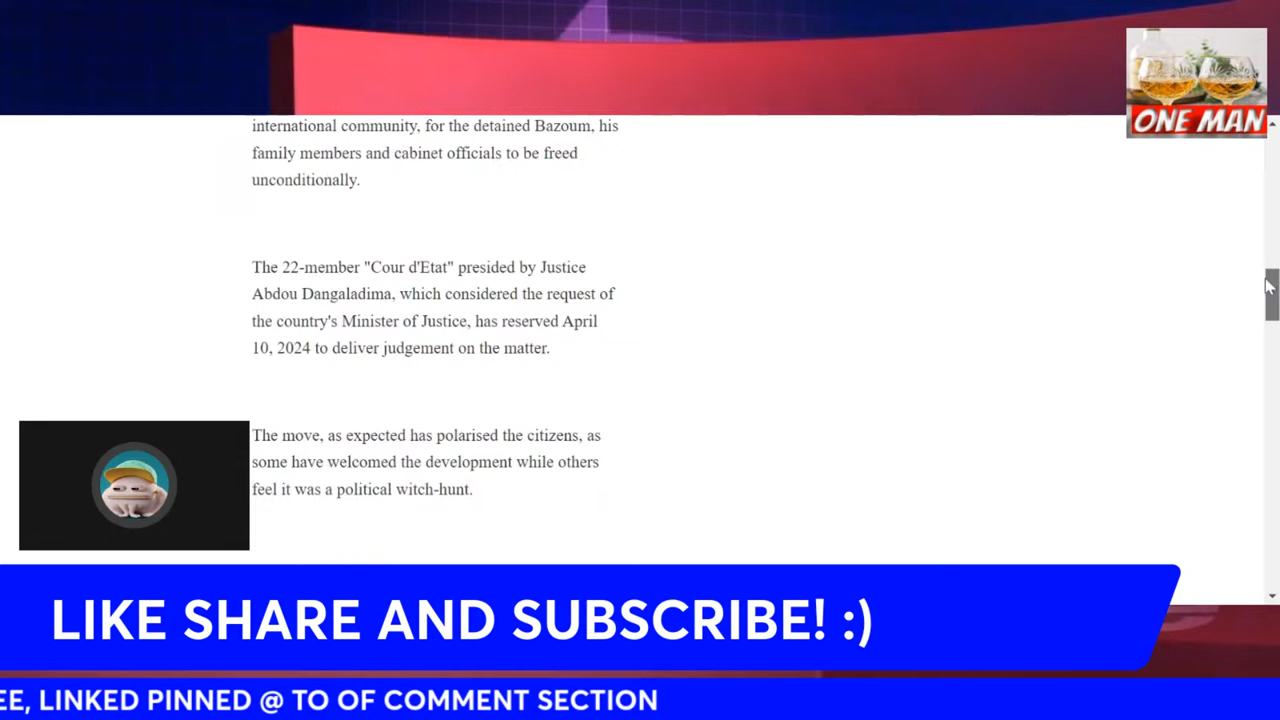 ONE MAN
international community, for the detained Bazoum, his
family members and cabinet officials to be freed
unconditionally.
The 22-member "Cour d'Etat" presided by Justice
Abdou Dangaladima, which considered the request of
the country's Minister of Justice, has reserved April
10, 2024 to deliver judgement on the matter.
The move, as expected has polarised the citizens, as
some have welcomed the development while others
feel it was a political witch-hunt.
LIKE SHARE AND SUBSCRIBE! :)
EE, LINKED PINNED @ TO OF COMMENT SECTION